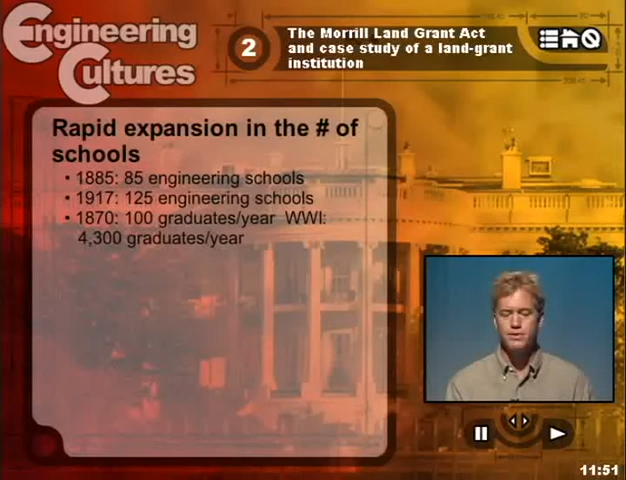 Engineering
Cultures
2
The Morrill Land Grant Act
and case study of a land-grant
institution
Rapid expansion in the # of
schools
• 1885: 85 engineering schools
• 1917: 125 engineering schools
• 1870: 100 graduates/year WWI:
4,300 graduates/year
11:51